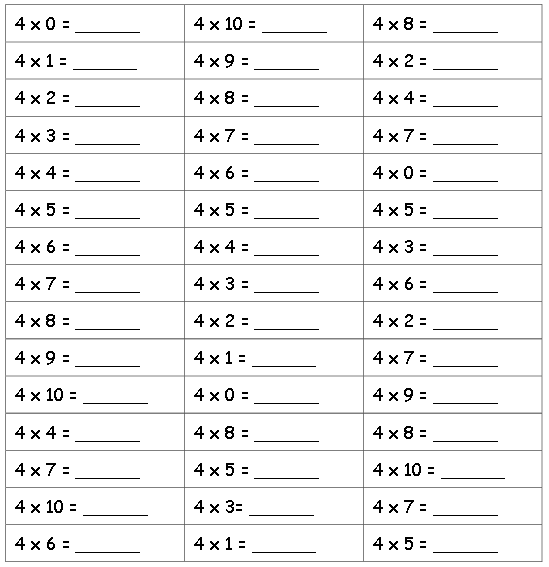 4 x 0 = _______ 4 x 10 = _______ 4 x 8 = _______
4 x 1 = _______ 4 x 9 = _______ 4 x 2 = _______
4 x 2 = _______ 4 x 8 = _______ 4 x 4 = _______
4 x 3 = _______ 4 x 7 = _______ 4 x 7 = _______
4 x 4 = _______ 4 x 6 = _______ 4 x 0 = _______
4 x 5 = _______ 4 x 5 = _______ 4 x 5 = _______
4 x 6 = _______ 4 x 4 = _______ 4 x 3 = _______
4 x 7 = _______ 4 x 3 = _______ 4 x 6 = _______
4 x 8 = _______ 4 x 2 = _______ 4 x 2 = _______
4 x 9 = _______ 4 x 1 = _______ 4 x 7 = _______
4 x 10 = _______ 4 x 0 = _______ 4 x 9 = _______
4 x 4 = _______ 4 x 8 = _______ 4 x 8 = _______
4 x 7 = _______ 4 x 5 = _______ 4 x 10 = _______
4 x 10 = _______ 4 x 3= _______ 4 x 7 = _______
4 x 6 = _______ 4 x 1 = _______ 4 x 5 = _______